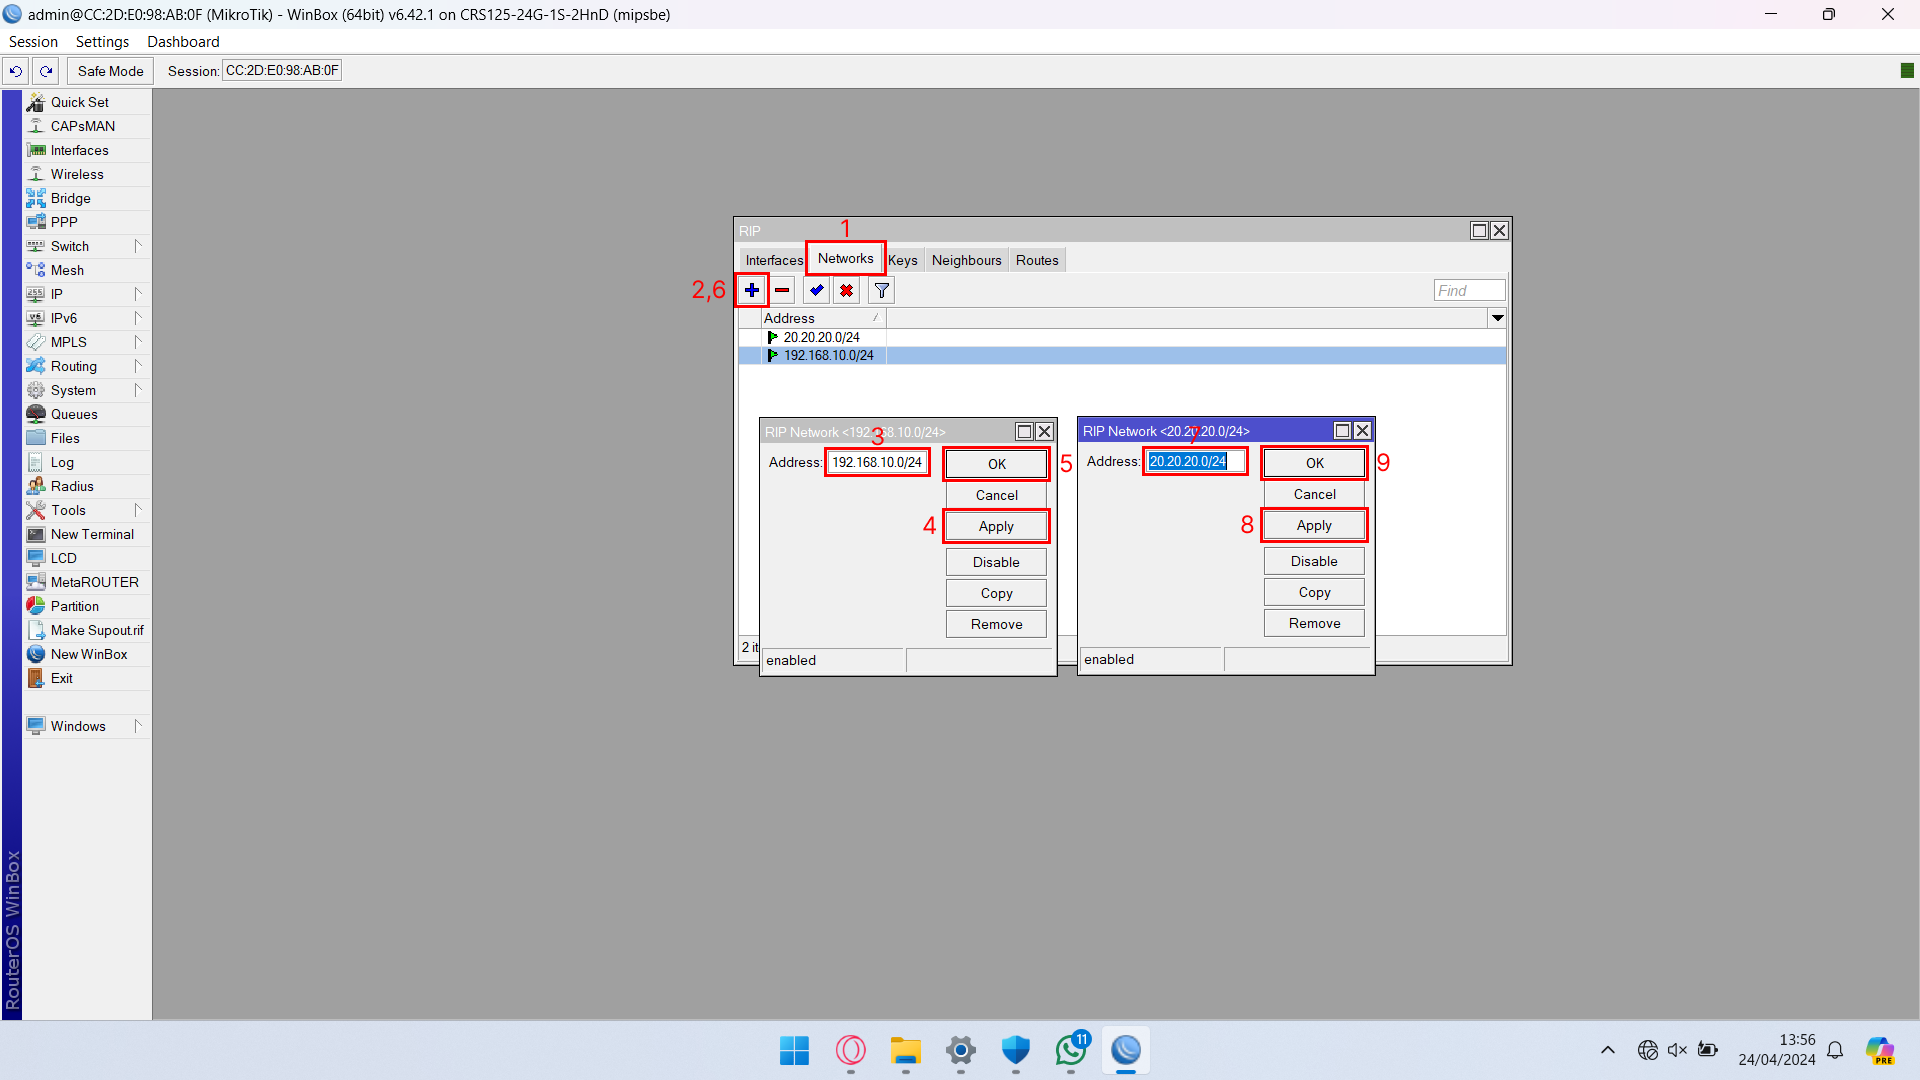 admin@CC:2D:E0:98:AB:0F (MikroTik) - WinBox (64bit) v6.42.1 on CRS125-24G-1S-2HnD (mipsbe)
Session Settings Dashboard
Safe Mode Session: CC:2D:E0:98:AB:0F
Quick Set
CAPsMAN
Interfaces
Wireless
Bridge
PPP
Switch
Mesh
IP
IPv6
MPLS
Routing
System
Queues
Files
Log
Radius
Tools
New Terminal
LCD
MetaROUTER
Partition
Make Supout.rif
New WinBox
Exit
Windows
RouterOS WinBox
RIP
1
Interfaces Networks Keys Neighbours Routes
2,6
Find
Address
20.20.20.0/24
192.168.10.0/24
RIP Network <192.168.10.0/24>
3
Address: 192.168.10.0/24
OK
5
Cancel
4
Apply
Disable
Copy
Remove
enabled
2 it
RIP Network <20.20.20.0/24>
7
Address: 20.20.20.0/24
OK
9
Cancel
8
Apply
Disable
Copy
Remove
enabled
11
13:56
24/04/2024
PRE